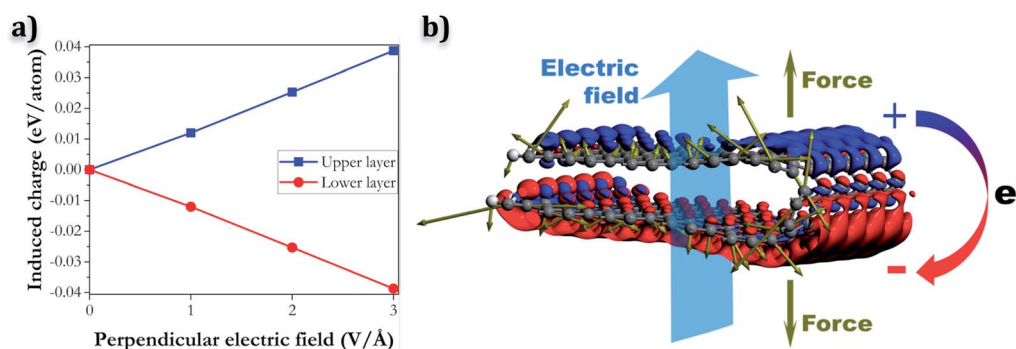 a)
Induced charge (eV/atom)
0.04
0.03
0.02
0.01
0.00
-0.01
-0.02
-0.03
-0.04
Upper layer
Lower layer
0
1
2
3
Perpendicular electric field (V/Å)
b)
Electric
field
Force
+
e
-
Force